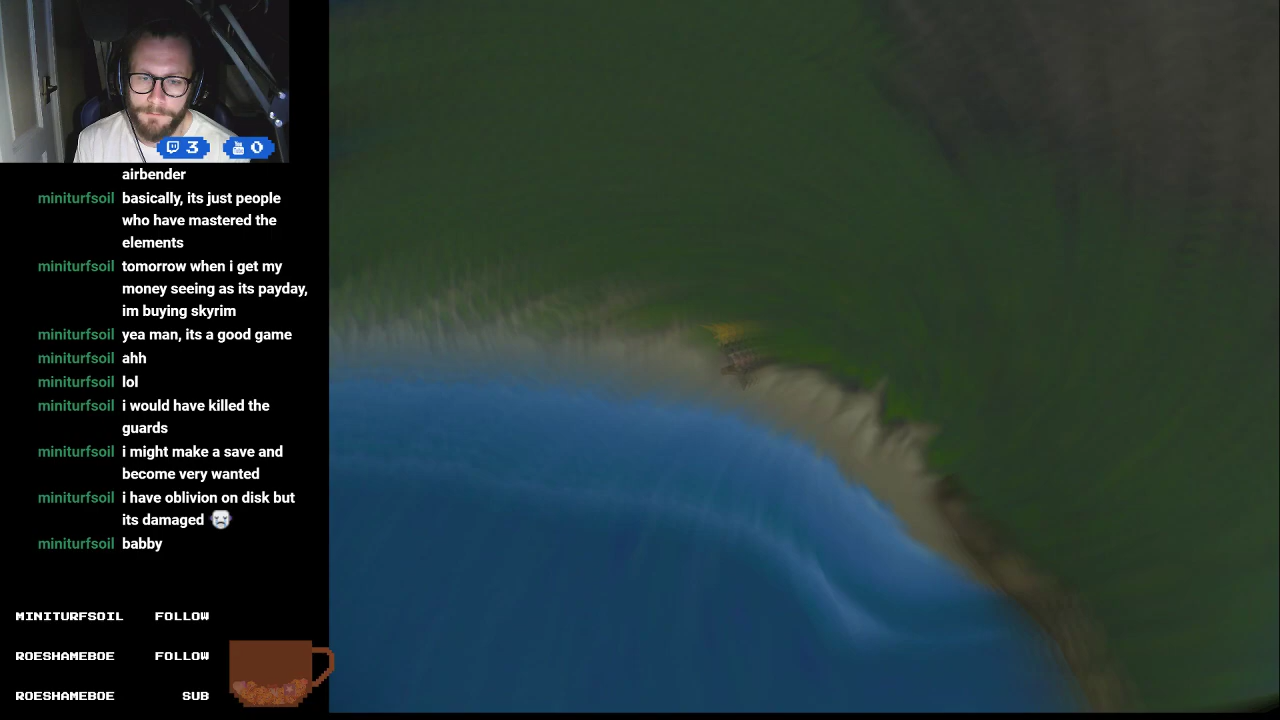 3 0
airbender
miniturfsoil basically, its just people
who have mastered the
elements
miniturfsoil tomorrow when i get my
money seeing as its payday,
im buying skyrim
miniturfsoil yea man, its a good game
miniturfsoil ahh
miniturfsoil lol
miniturfsoil i would have killed the
guards
miniturfsoil i might make a save and
become very wanted
miniturfsoil i have oblivion on disk but
its damaged
miniturfsoil babby
MINITURFSOIL FOLLOW
ROESHAMEBOE FOLLOW
ROESHAMEBOE SUB